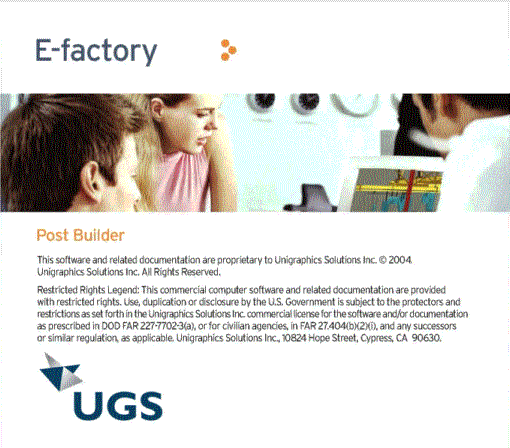 E-factory
Post Builder
This software and related documentation are proprietary to Unigraphics Solutions Inc. © 2004.
Unigraphics Solutions Inc. All Rights Reserved.
Restricted Rights Legend: This commercial computer software and related documentation are provided
with restricted rights. Use, duplication or disclosure by the U.S. Government is subject to the protectors and
restrictions as set forth in the Unigraphics Solutions Inc. commercial license for the software and/or documentation
as prescribed in DOD FAR 227-7702-3(a), or for civilian agencies, in FAR 27.404(b)(2)(i), and any successors
or similar regulation, as applicable. Unigraphics Solutions Inc., 10824 Hope Street, Cypress, CA 90630.
UGS